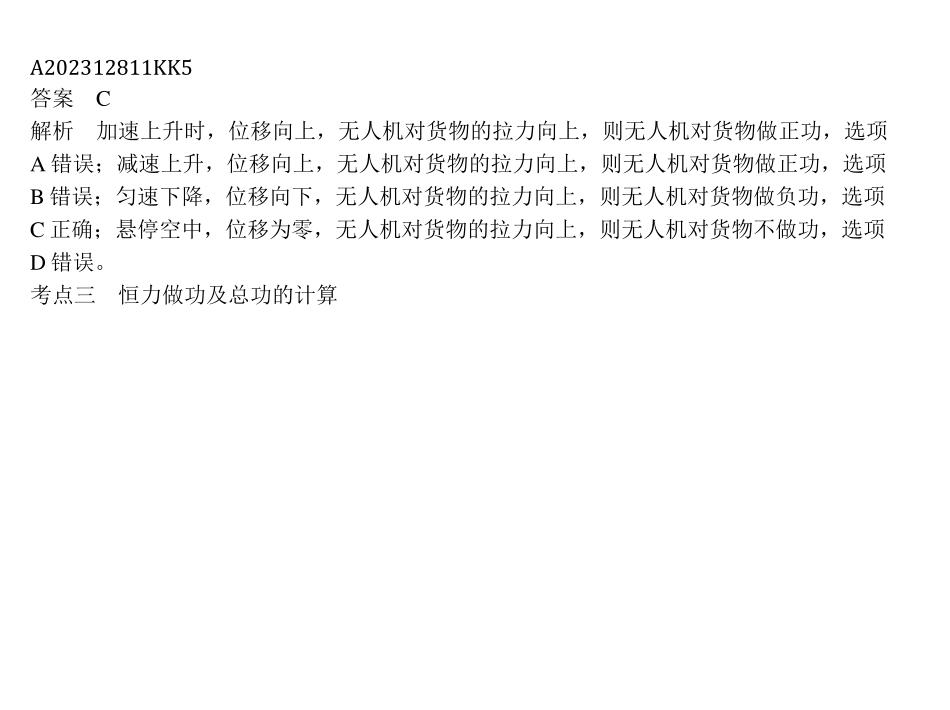 A202312811KK5
答案　C
解析　加速上升时，位移向上，无人机对货物的拉力向上，则无人机对货物做正功，选项
A 错误；减速上升，位移向上，无人机对货物的拉力向上，则无人机对货物做正功，选项
B 错误；匀速下降，位移向下，无人机对货物的拉力向上，则无人机对货物做负功，选项
C 正确；悬停空中，位移为零，无人机对货物的拉力向上，则无人机对货物不做功，选项
D 错误。
考点三　恒力做功及总功的计算